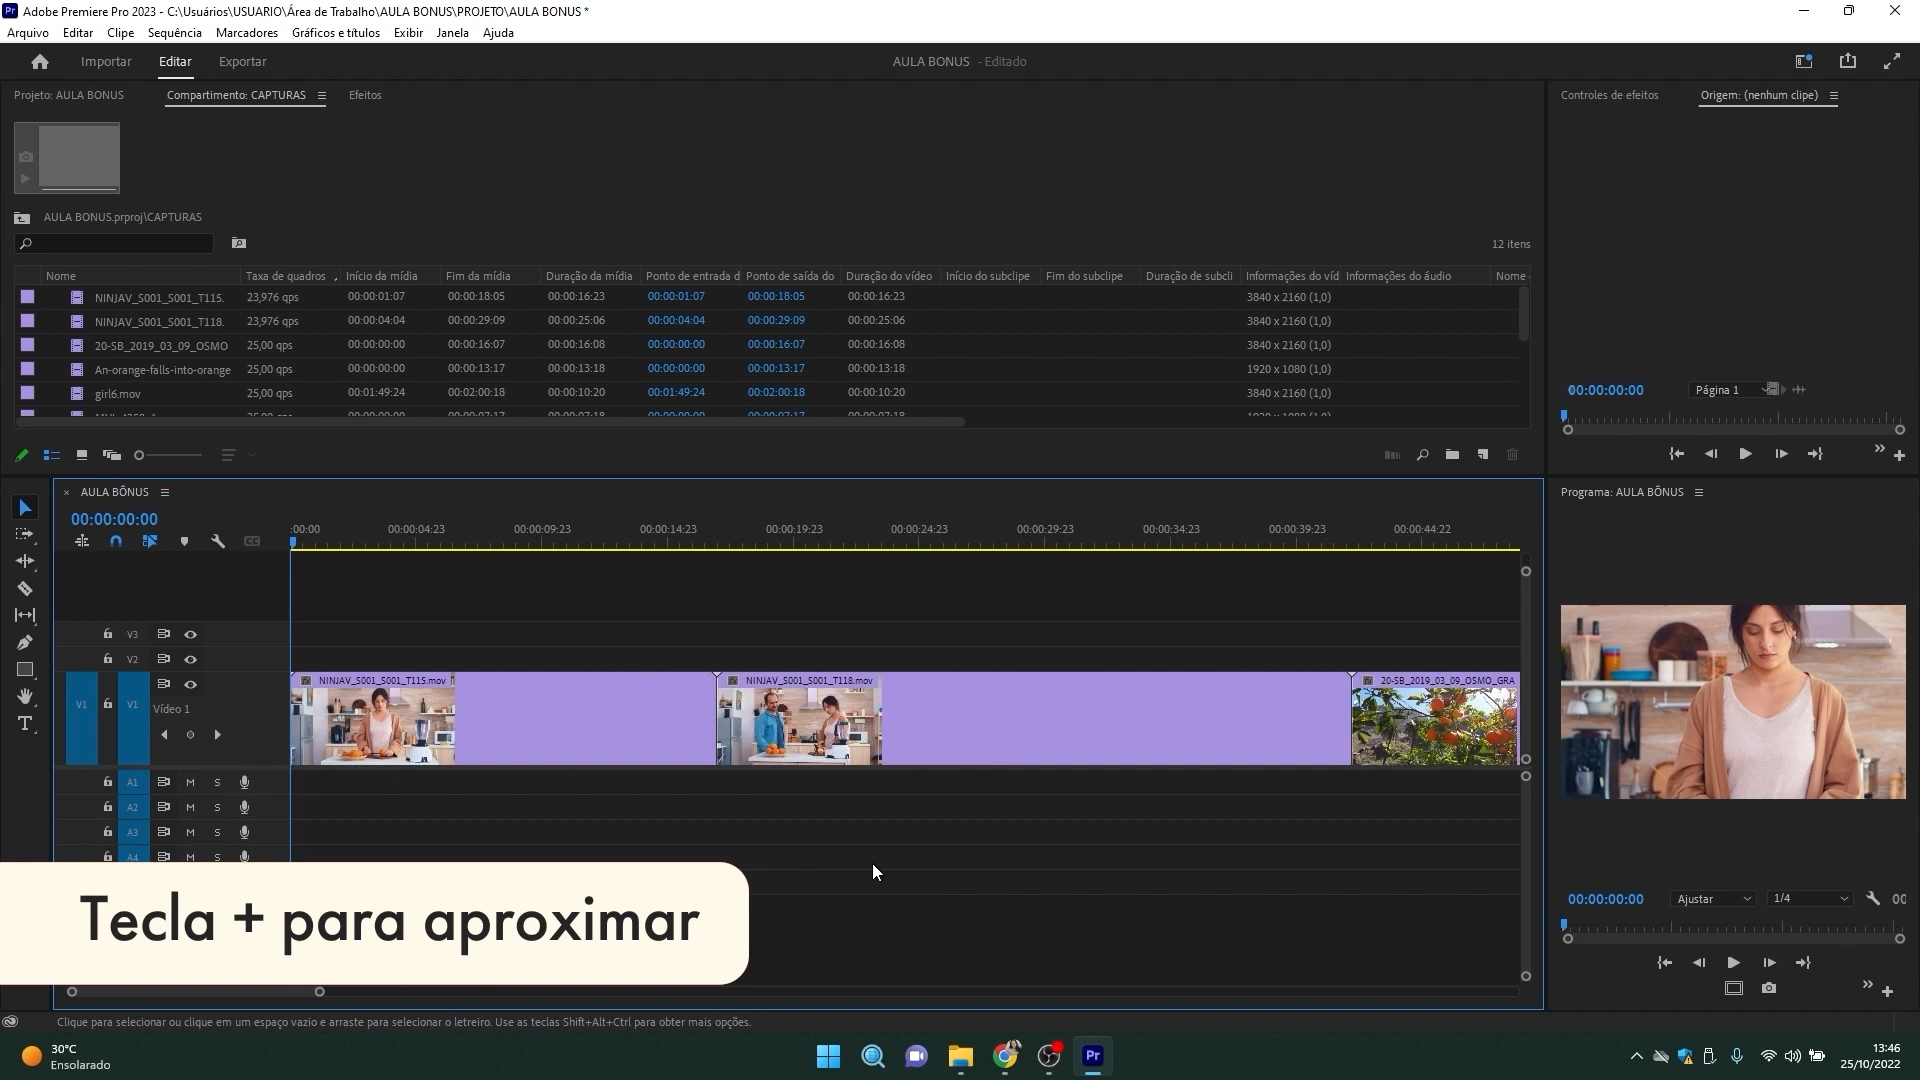 Adobe Premiere Pro 2023 - C:\Usuários\USUARIO\Área de Trabalho\AULA BONUS\PROJETO\AULA BONUS *
Arquivo Editar Clipe Sequência Marcadores Gráficos e títulos Exibir Janela Ajuda
Importar Editar Exportar AULA BONUS - Editado
Projeto: AULA BONUS Compartimento: CAPTURAS Efeitos
Controles de efeitos Origem: (nenhum clipe)
AULA BONUS.prproj\CAPTURAS
12 itens
Nome Taxa de quadros Início da mídia Fim da mídia Duração da mídia Ponto de entrada d Ponto de saída do Duração do vídeo Início do subclipe Fim do subclipe Duração de subcli Informações do víd Informações do áudio Nome
NINJAV_S001_S001_T115. 23,976 qps 00:00:01:07 00:00:18:05 00:00:16:23 00:00:01:07 00:00:18:05 00:00:16:23 3840 x 2160 (1,0)
NINJAV_S001_S001_T118. 23,976 qps 00:00:04:04 00:00:29:09 00:00:25:06 00:00:04:04 00:00:29:09 00:00:25:06 3840 x 2160 (1,0)
20-SB_2019_03_09_OSMO 25,00 qps 00:00:00:00 00:00:16:07 00:00:16:08 00:00:00:00 00:00:16:07 00:00:16:08 3840 x 2160 (1,0)
An-orange-falls-into-orange 25,00 qps 00:00:00:00 00:00:13:17 00:00:13:18 00:00:00:00 00:00:13:17 00:00:13:18 1920 x 1080 (1,0)
girl6.mov 25,00 qps 00:01:49:24 00:02:00:18 00:00:10:20 00:01:49:24 00:02:00:18 00:00:10:20 3840 x 2160 (1,0)
00:00:00:00 Página 1
AULA BÔNUS
00:00:00:00
:00:00 00:00:04:23 00:00:09:23 00:00:14:23 00:00:19:23 00:00:24:23 00:00:29:23 00:00:34:23 00:00:39:23 00:00:44:22
V3
V2
V1 V1 Vídeo 1
NINJAV_S001_S001_T115.mov NINJAV_S001_S001_T118.mov 20-SB_2019_03_09_OSMO_GRA
A1 M S
A2 M S
A3 M S
A4 M S
Tecla + para aproximar
Programa: AULA BÔNUS
00:00:00:00 Ajustar 1/4 00
Clique para selecionar ou clique em um espaço vazio e arraste para selecionar o letreiro. Use as teclas Shift+Alt+Ctrl para obter mais opções.
30°C
Ensolarado
Pr
13:46
25/10/2022